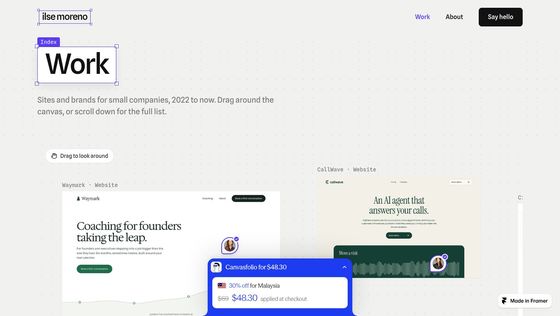 ilse moreno
Work
About
Say hello
Index
Work
Sites and brands for small companies, 2022 to now. Drag around the
canvas, or scroll down for the full list.
Drag to look around
Waymark · Website
CallWave · Website
Waymark
Coaching for founders
taking the leap.
callwave
An AI agent that
answers your calls.
Canvasfolio for $48.30
30% off for Malaysia
$69 $48.30 applied at checkout
Made in Framer